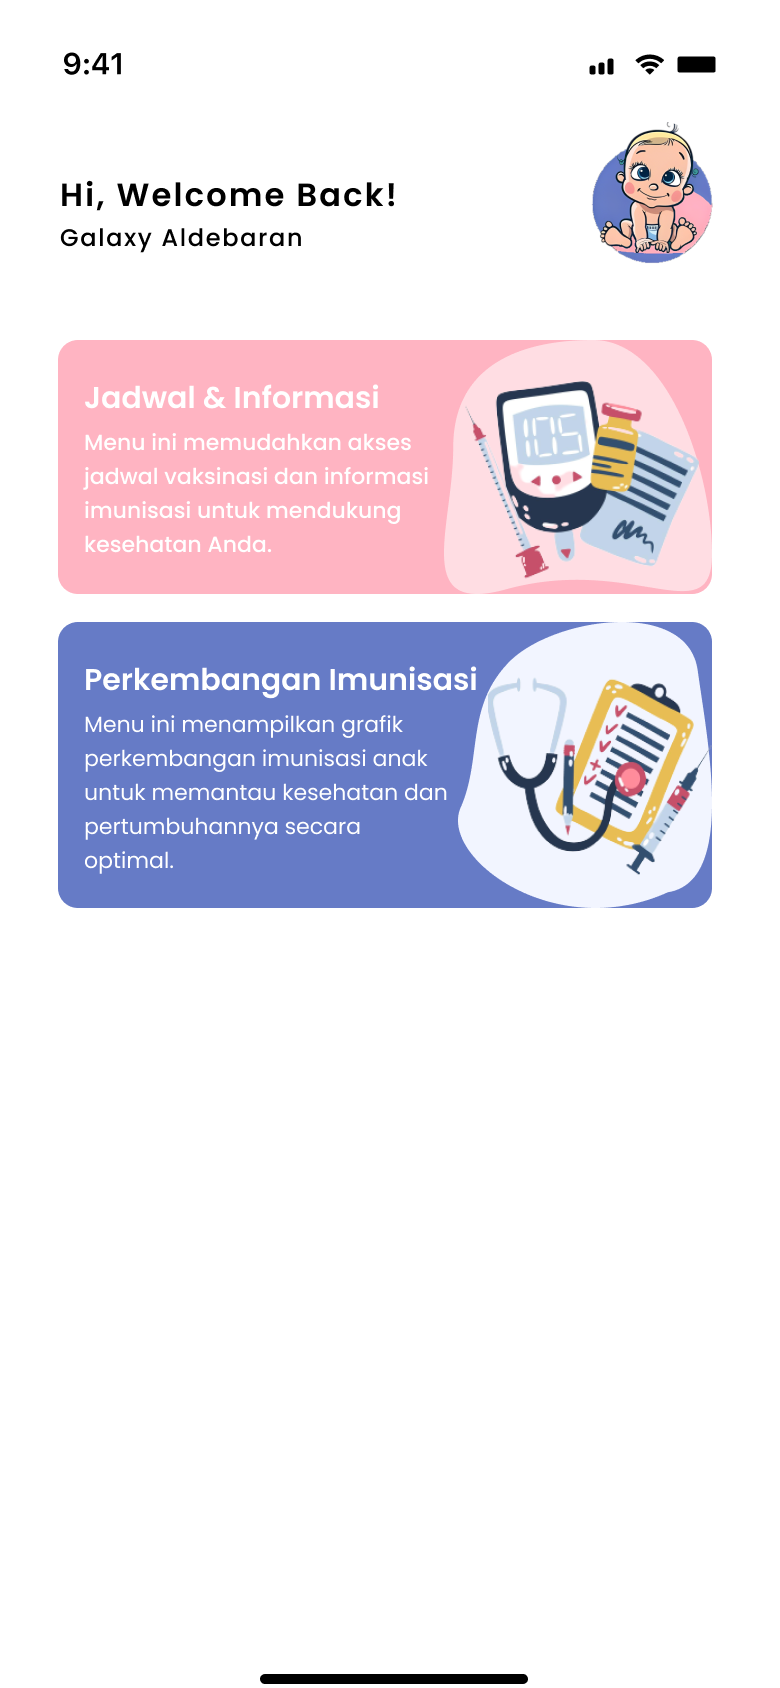 9:41
Hi, Welcome Back!
Galaxy Aldebaran
Jadwal & Informasi
Menu ini memudahkan akses
jadwal vaksinasi dan informasi
imunisasi untuk mendukung
kesehatan Anda.
105
Perkembangan Imunisasi
Menu ini menampilkan grafik
perkembangan imunisasi anak
untuk memantau kesehatan dan
pertumbuhannya secara
optimal.